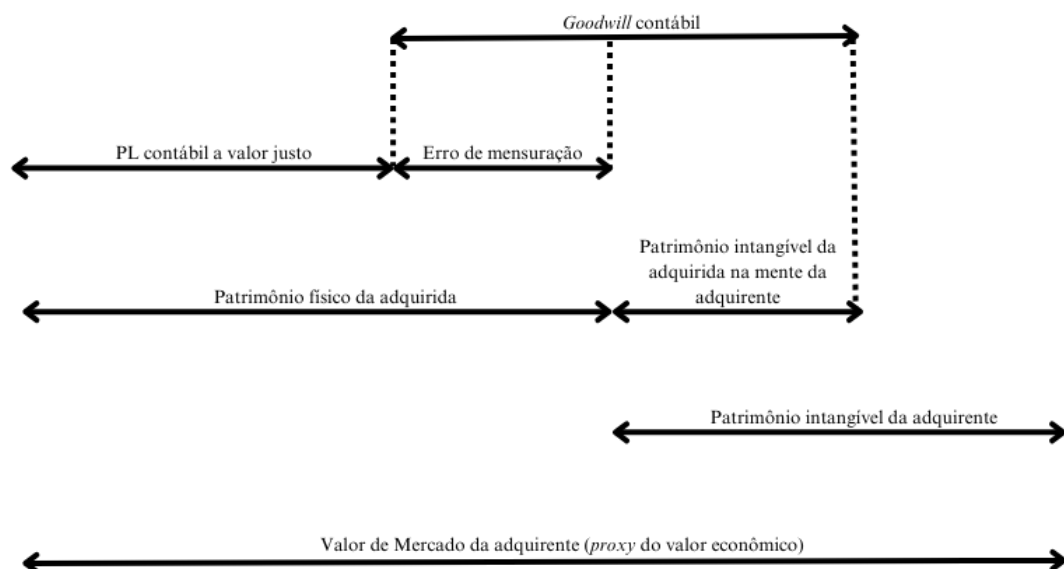 Goodwill contábil
PL contábil a valor justo
Erro de mensuração
Patrimônio intangível da
adquirida na mente da
adquirente
Patrimônio físico da adquirida
Patrimônio intangível da adquirente
Valor de Mercado da adquirente (proxy do valor econômico)